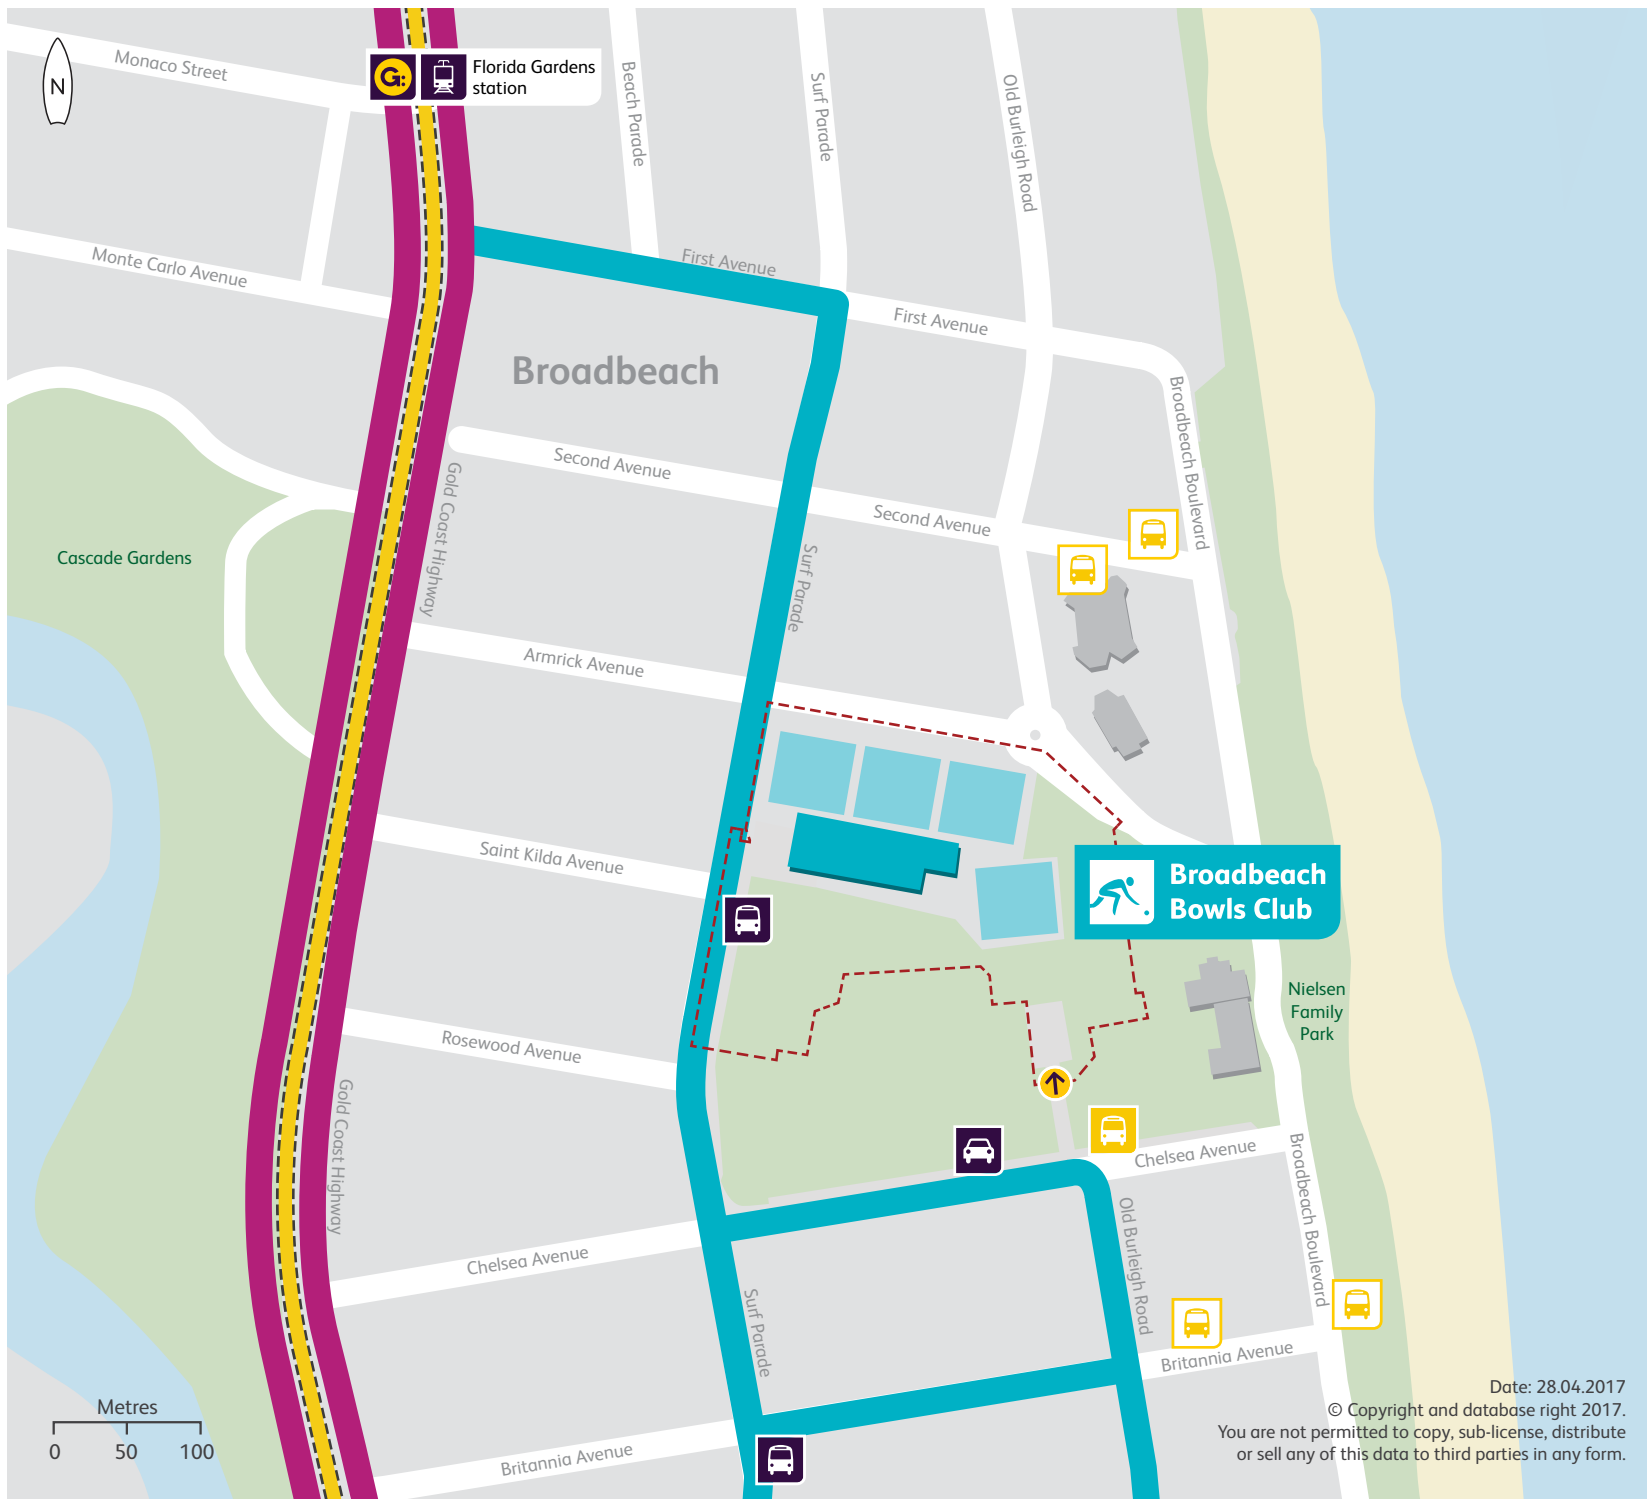 Monaco Street
N
G:
Florida Gardens
station
Beach Parade
Surf Parade
Old Burleigh Road
Monte Carlo Avenue
First Avenue
First Avenue
Broadbeach
Broadbeach Boulevard
Second Avenue
Second Avenue
Gold Coast Highway
Cascade Gardens
Surf Parade
Armrick Avenue
Saint Kilda Avenue
Broadbeach
Bowls Club
Nielsen
Family
Park
Rosewood Avenue
Gold Coast Highway
Chelsea Avenue
Broadbeach Boulevard
Old Burleigh Road
Chelsea Avenue
Surf Parade
Britannia Avenue
Britannia Avenue
Metres
0 50 100
Date: 28.04.2017
© Copyright and database right 2017.
You are not permitted to copy, sub-license, distribute
or sell any of this data to third parties in any form.